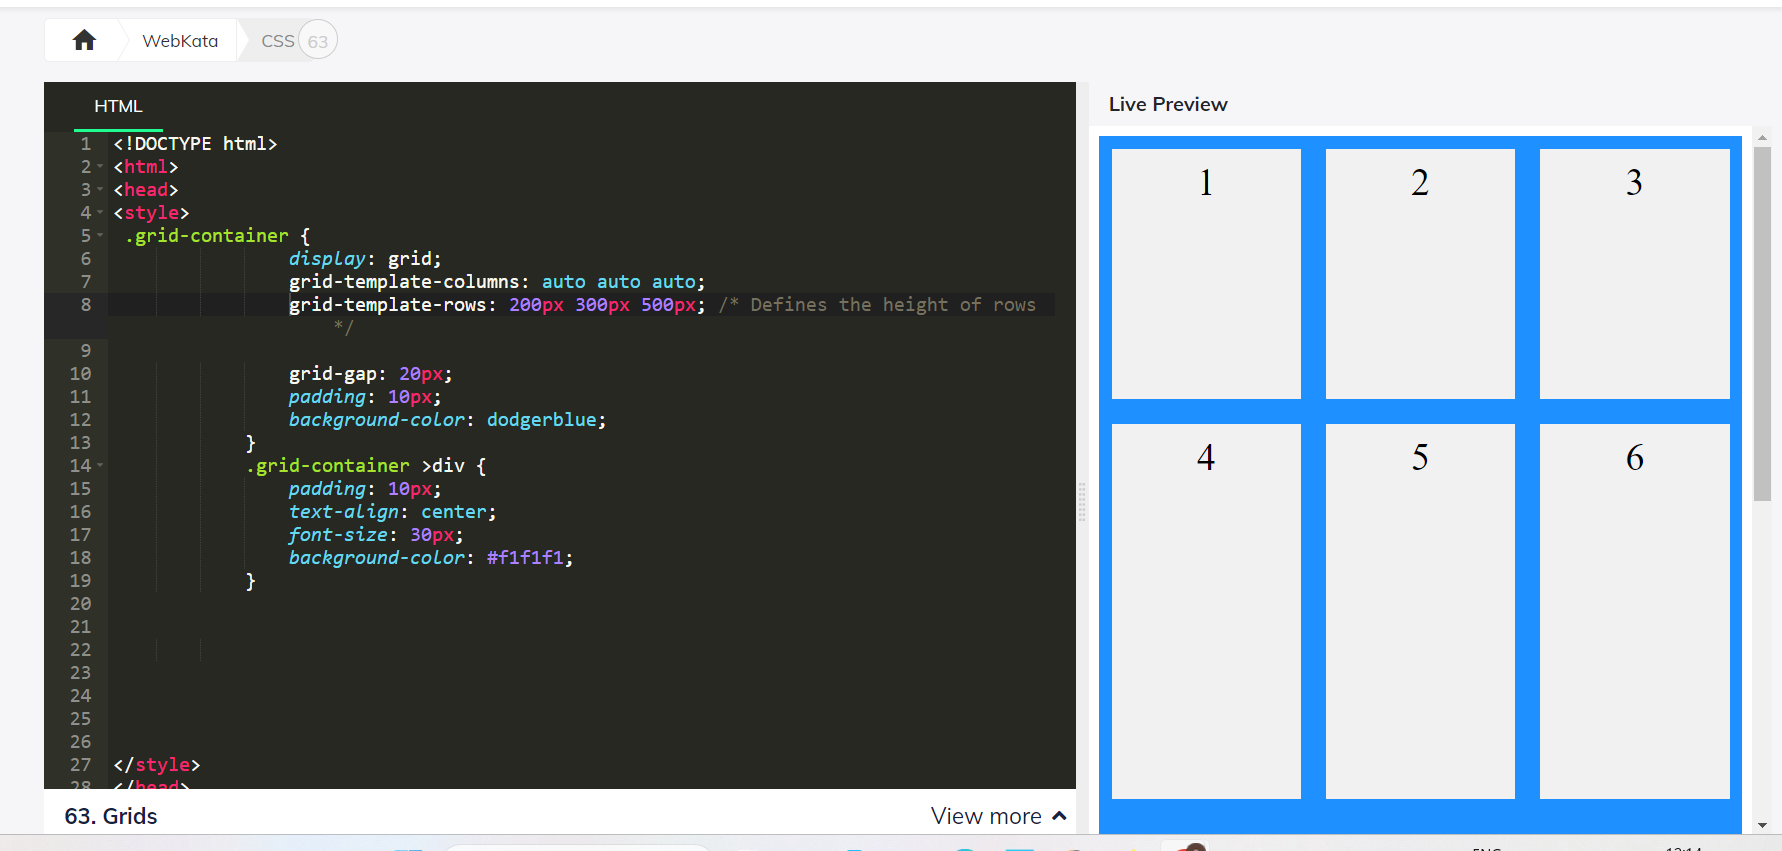 WebKata CSS 63
HTML
1 <!DOCTYPE html>
2 <html>
3 <head>
4 <style>
5 .grid-container {
6 display: grid;
7 grid-template-columns: auto auto auto;
8 grid-template-rows: 200px 300px 500px; /* Defines the height of rows
*/
9
10 grid-gap: 20px;
11 padding: 10px;
12 background-color: dodgerblue;
13 }
14 .grid-container >div {
15 padding: 10px;
16 text-align: center;
17 font-size: 30px;
18 background-color: #f1f1f1;
19 }
20
21
22
23
24
25
26
27 </style>
28 </head>
63. Grids
View more
Live Preview
1 2 3
4 5 6